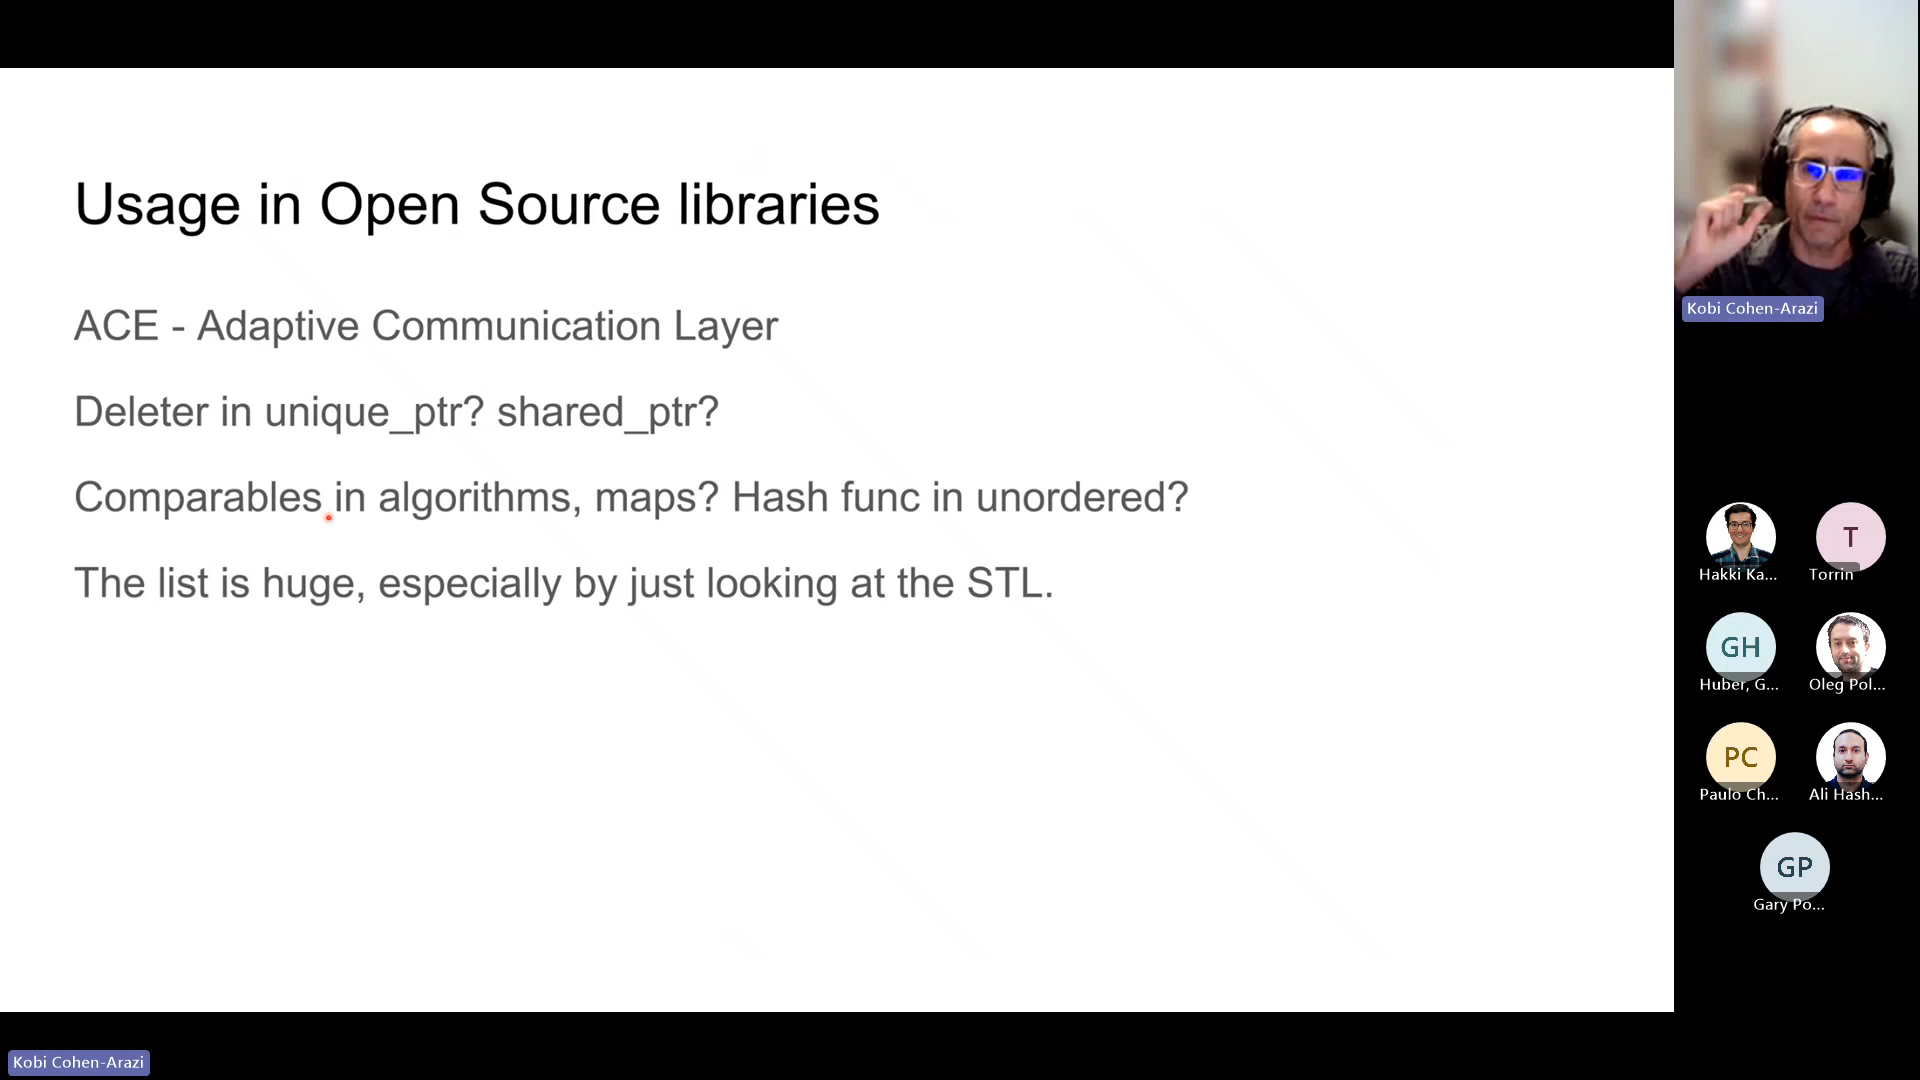 Usage in Open Source libraries
ACE - Adaptive Communication Layer
Deleter in unique_ptr? shared_ptr?
Comparables in algorithms, maps? Hash func in unordered?
The list is huge, especially by just looking at the STL.
Kobi Cohen-Arazi
T
Hakki Ka...
Torrin
GH
Huber, G...
Oleg Pol...
PC
Paulo Ch...
Ali Hash...
GP
Gary Po...
Kobi Cohen-Arazi